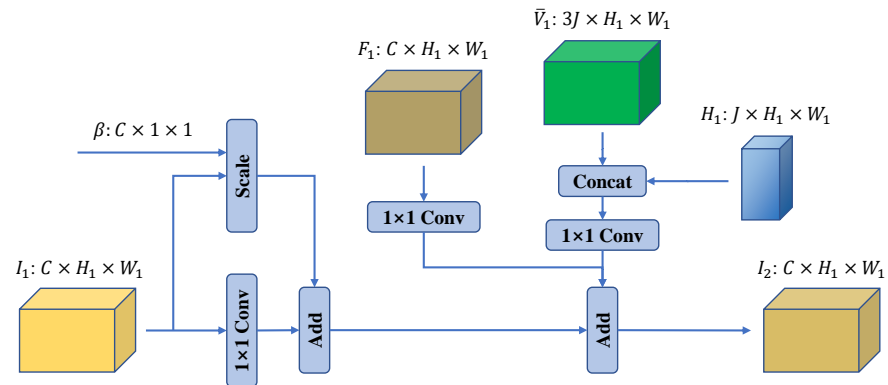 V̄₁: 3J × H₁ × W₁
F₁: C × H₁ × W₁
H₁: J × H₁ × W₁
β: C × 1 × 1
Scale
Concat
1×1 Conv
1×1 Conv
I₁: C × H₁ × W₁
I₂: C × H₁ × W₁
1×1 Conv
Add
Add